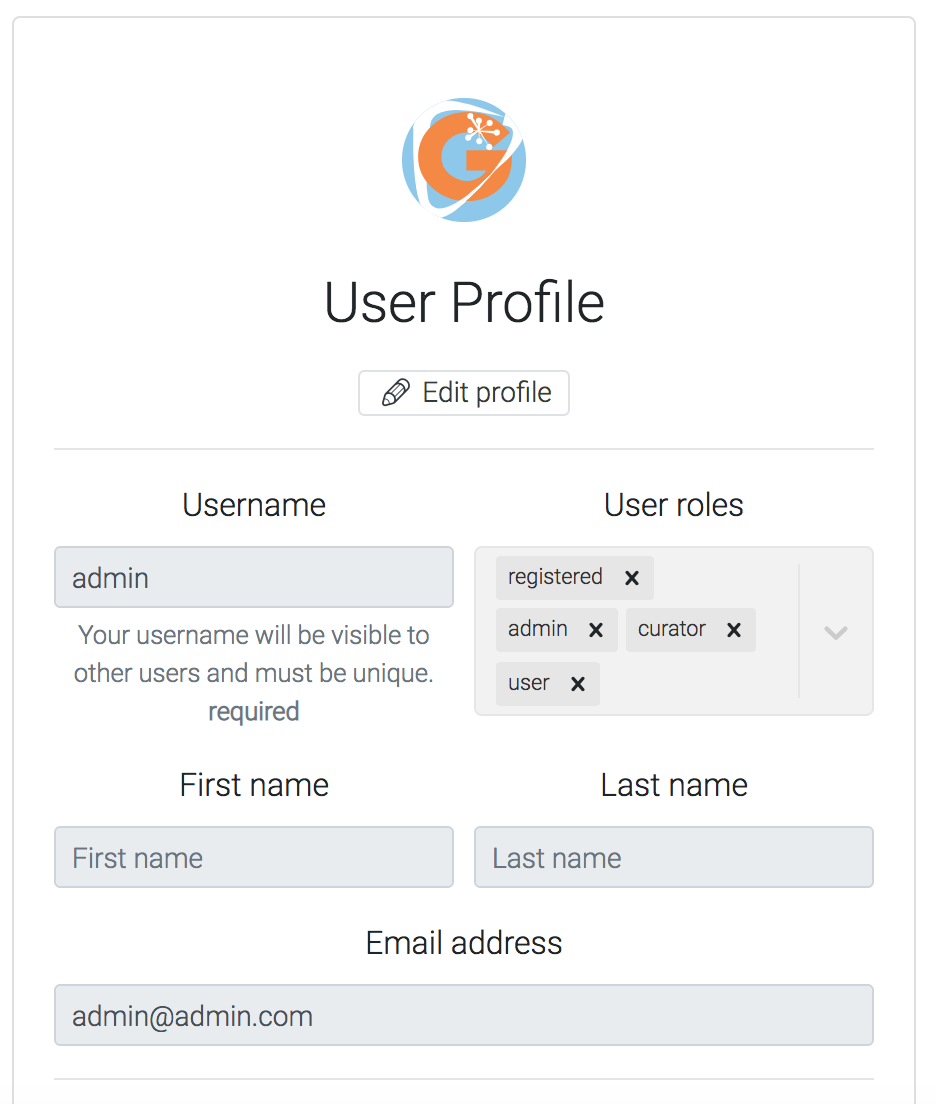 G
User Profile
Edit profile
Username
User roles
admin
registered
admin curator
user
Your username will be visible to
other users and must be unique.
required
First name
Last name
First name
Last name
Email address
admin@admin.com